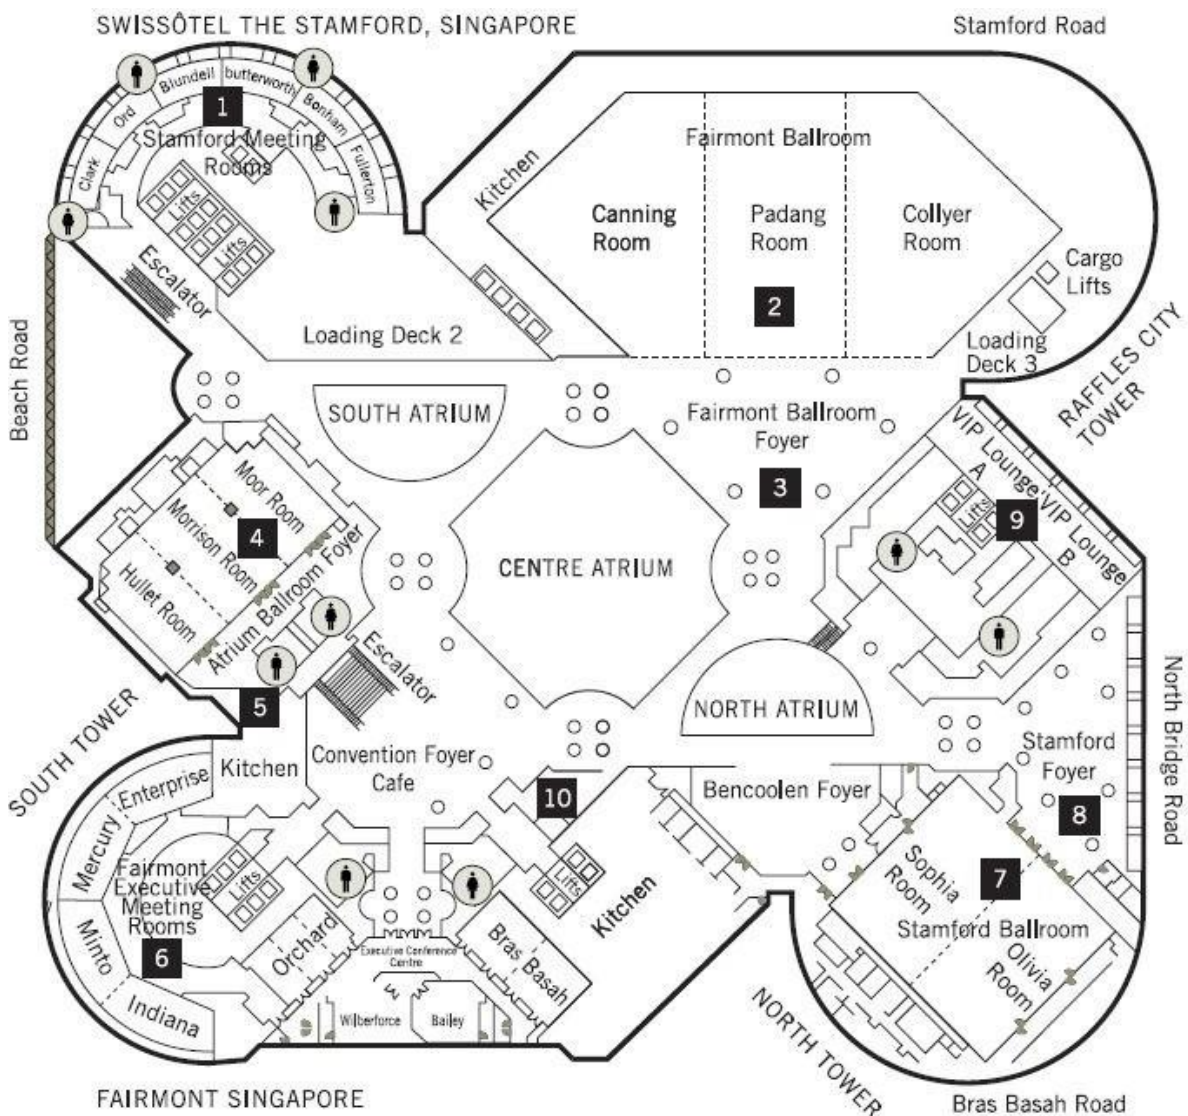 SWISSÔTEL THE STAMFORD, SINGAPORE
Stamford Road
Blundell
butterworth
Bonham
Ord
1
Stamford Meeting
Rooms
Clark
Fullerton
Lifts
Lifts
Escalator
Loading Deck 2
Kitchen
Fairmont Ballroom
Canning
Room
Padang
Room
Collyer
Room
2
Cargo
Lifts
Loading
Deck 3
RAFFLES CITY
TOWER
Beach Road
SOUTH ATRIUM
Fairmont Ballroom
Foyer
3
VIP Lounge
A
VIP Lounge
B
Lifts
9
Moor Room
Morrison Room
4
Hullet Room
Atrium Ballroom Foyer
CENTRE ATRIUM
Escalator
5
SOUTH TOWER
NORTH ATRIUM
North Bridge Road
Kitchen
Convention Foyer
Cafe
10
Bencoolen Foyer
Stamford
Foyer
8
Enterprise
Mercury
Fairmont
Executive
Meeting
Rooms
Lifts
Minto
6
Indiana
Orchard
Executive Conference
Centre
Bras Basah
Wilberforce
Bailey
Lifts
Kitchen
Sophia
Room
7
Stamford Ballroom
Olivia
Room
NORTH TOWER
FAIRMONT SINGAPORE
Bras Basah Road